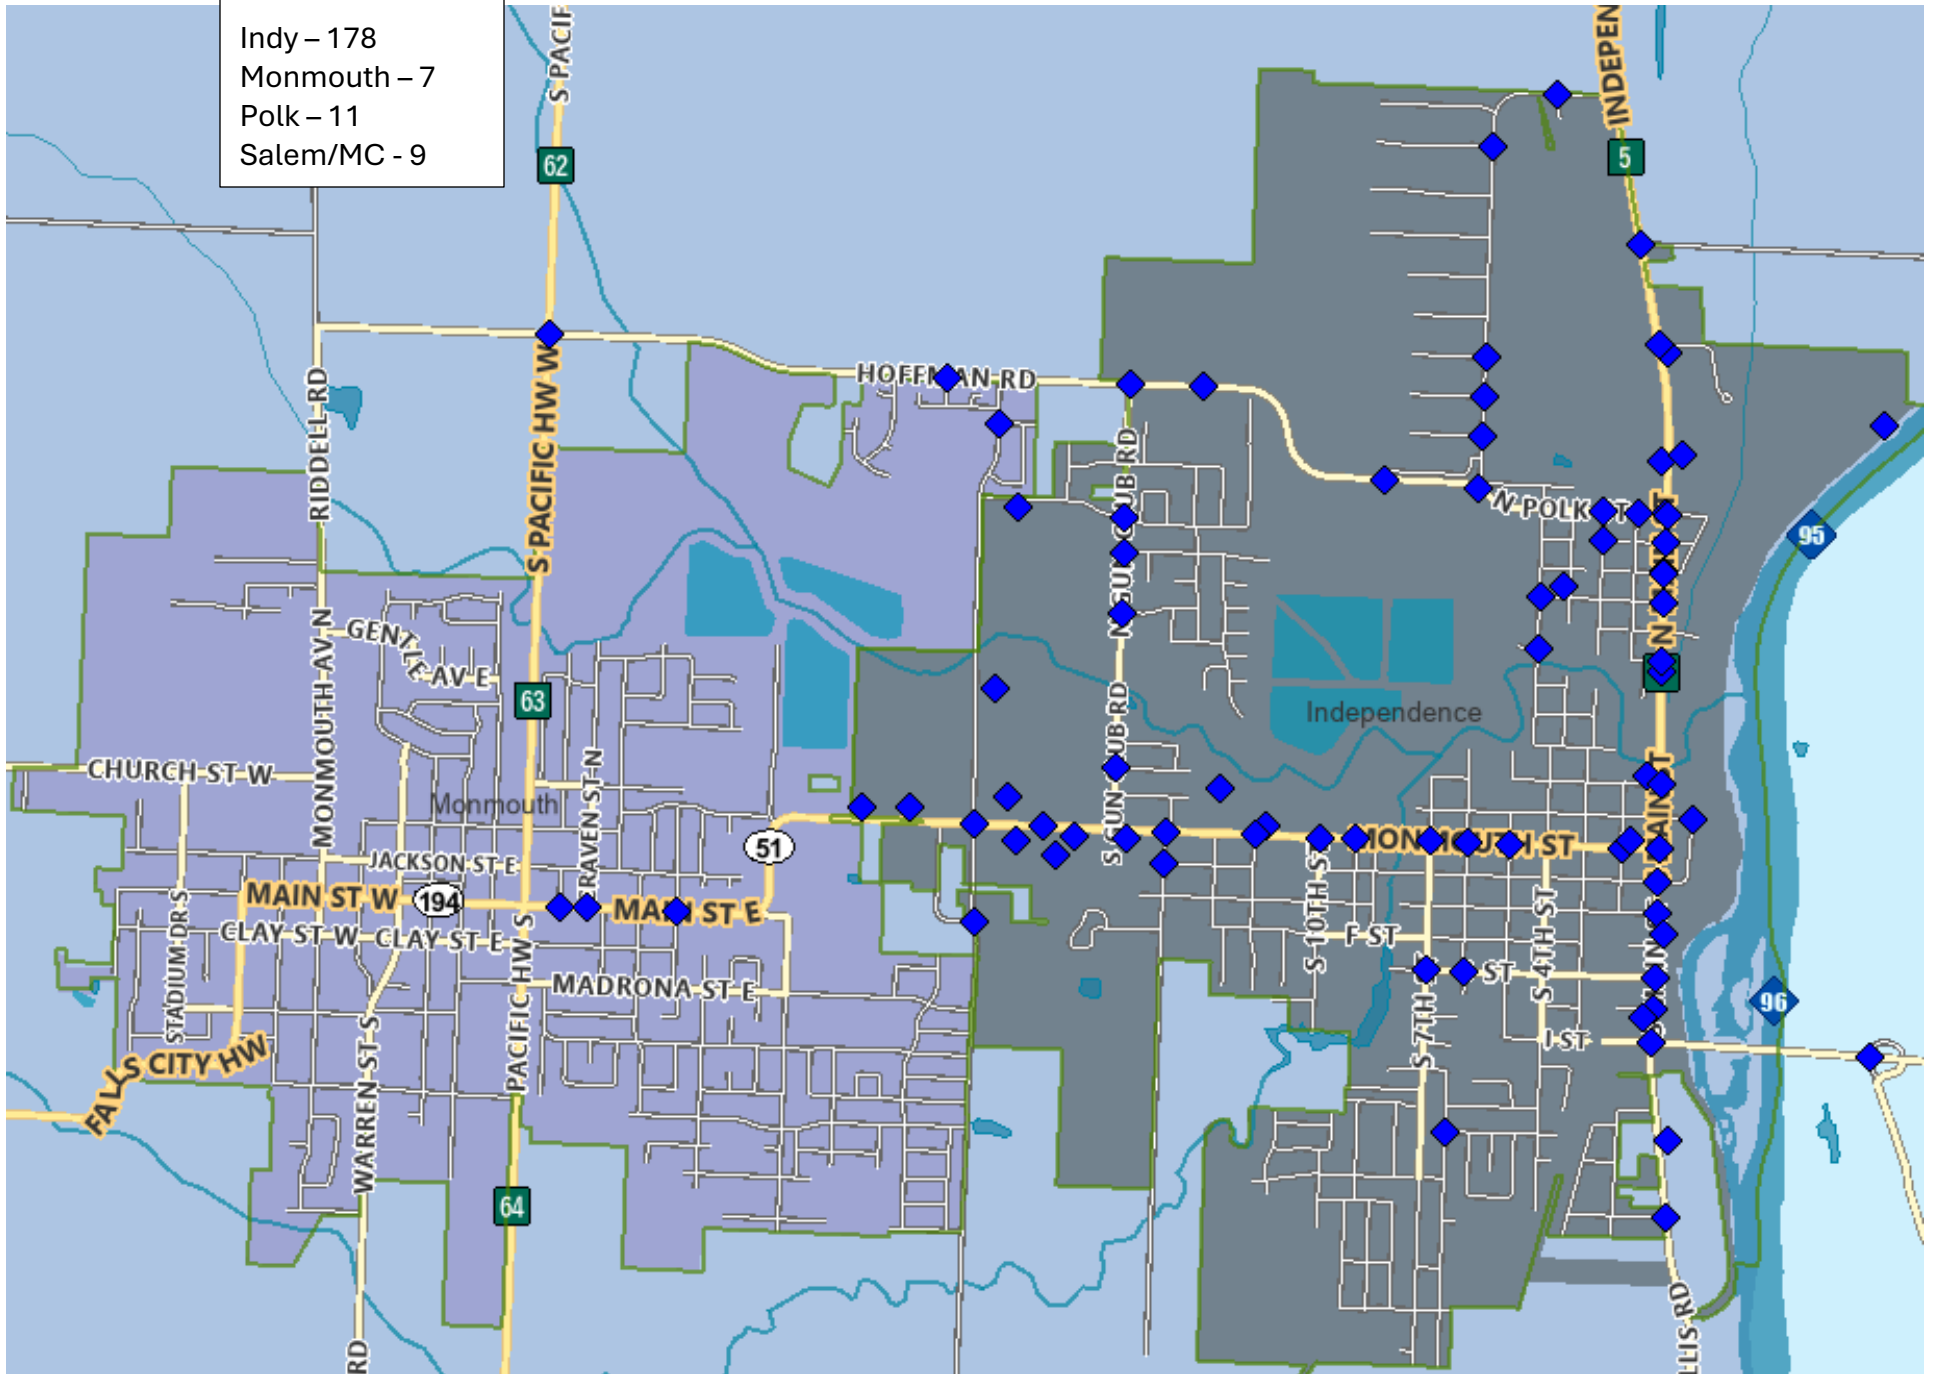 Indy – 178
Monmouth – 7
Polk – 11
Salem/MC - 9
S PACIF
62
INDEPEN
5
HOFFMAN RD
RIDDELL RD
S PACIFIC HW W
N POLK ST
95
GENTLE AV E
MONMOUTH AV N
63
Independence
CHURCH ST W
Monmouth
RAVEN ST N
51
MONMOUTH ST
JACKSON ST E
MAIN ST W
194
MAIN ST E
CLAY ST W
CLAY ST E
STADIUM DR S
S 10TH S
F ST
S 4TH ST
ST
MADRONA ST E
96
PACIFIC HW S
S 7TH
I ST
FALLS CITY HW
WARREN ST S
64
RD
LLIS RD